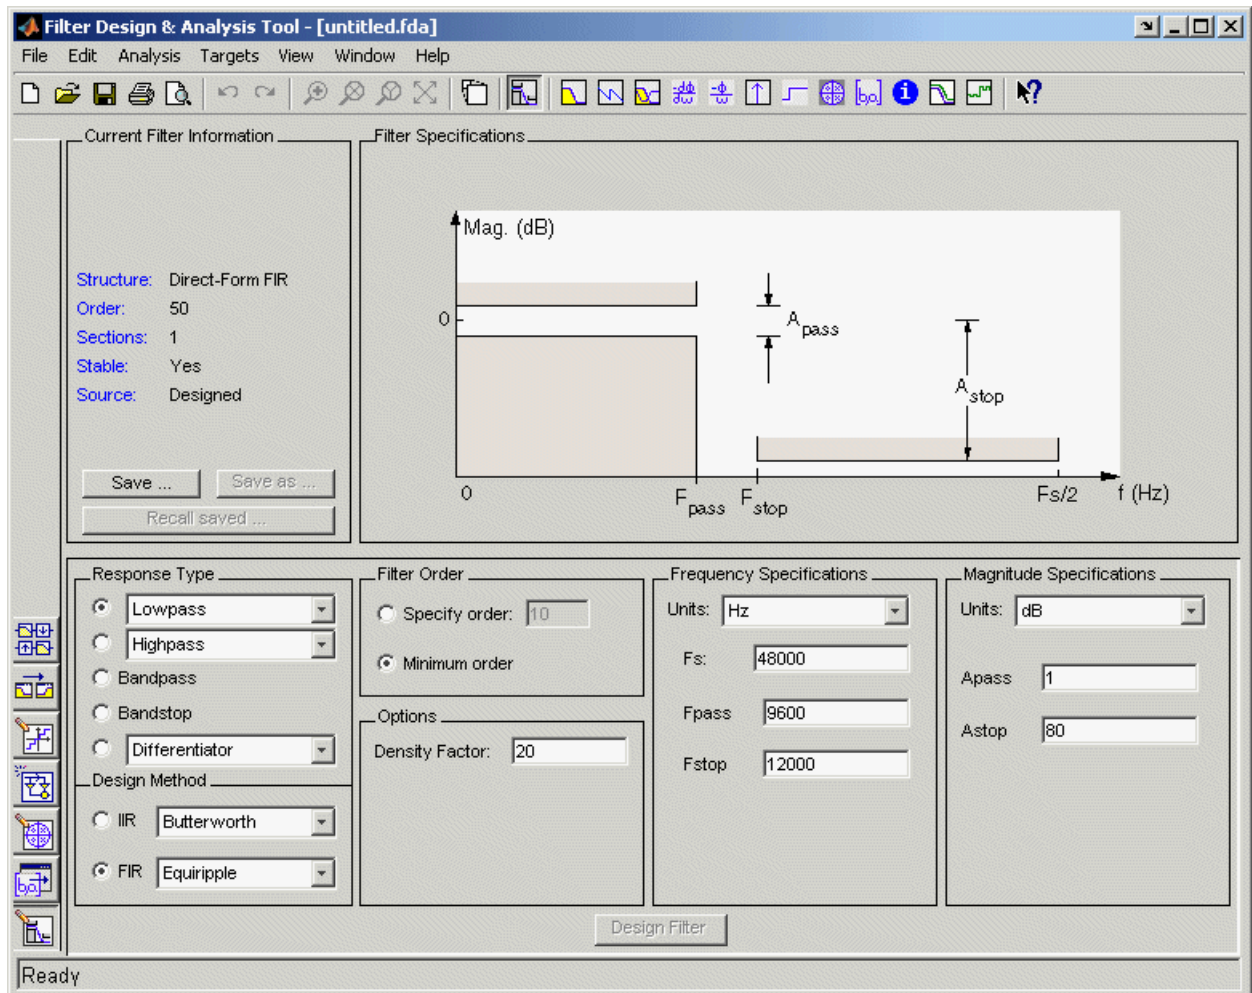 Filter Design & Analysis Tool - [untitled.fda]
File Edit Analysis Targets View Window Help
Current Filter Information
Structure: Direct-Form FIR
Order: 50
Sections: 1
Stable: Yes
Source: Designed
Save ...
Save as ...
Recall saved ...
Filter Specifications
Mag. (dB)
0
A pass
A stop
0
F pass
F stop
Fs/2
f (Hz)
Response Type
Lowpass
Highpass
Bandpass
Bandstop
Differentiator
Design Method
IIR Butterworth
FIR Equiripple
Filter Order
Specify order: 10
Minimum order
Options
Density Factor: 20
Frequency Specifications
Units: Hz
Fs: 48000
Fpass 9600
Fstop 12000
Magnitude Specifications
Units: dB
Apass 1
Astop 80
Design Filter
Ready